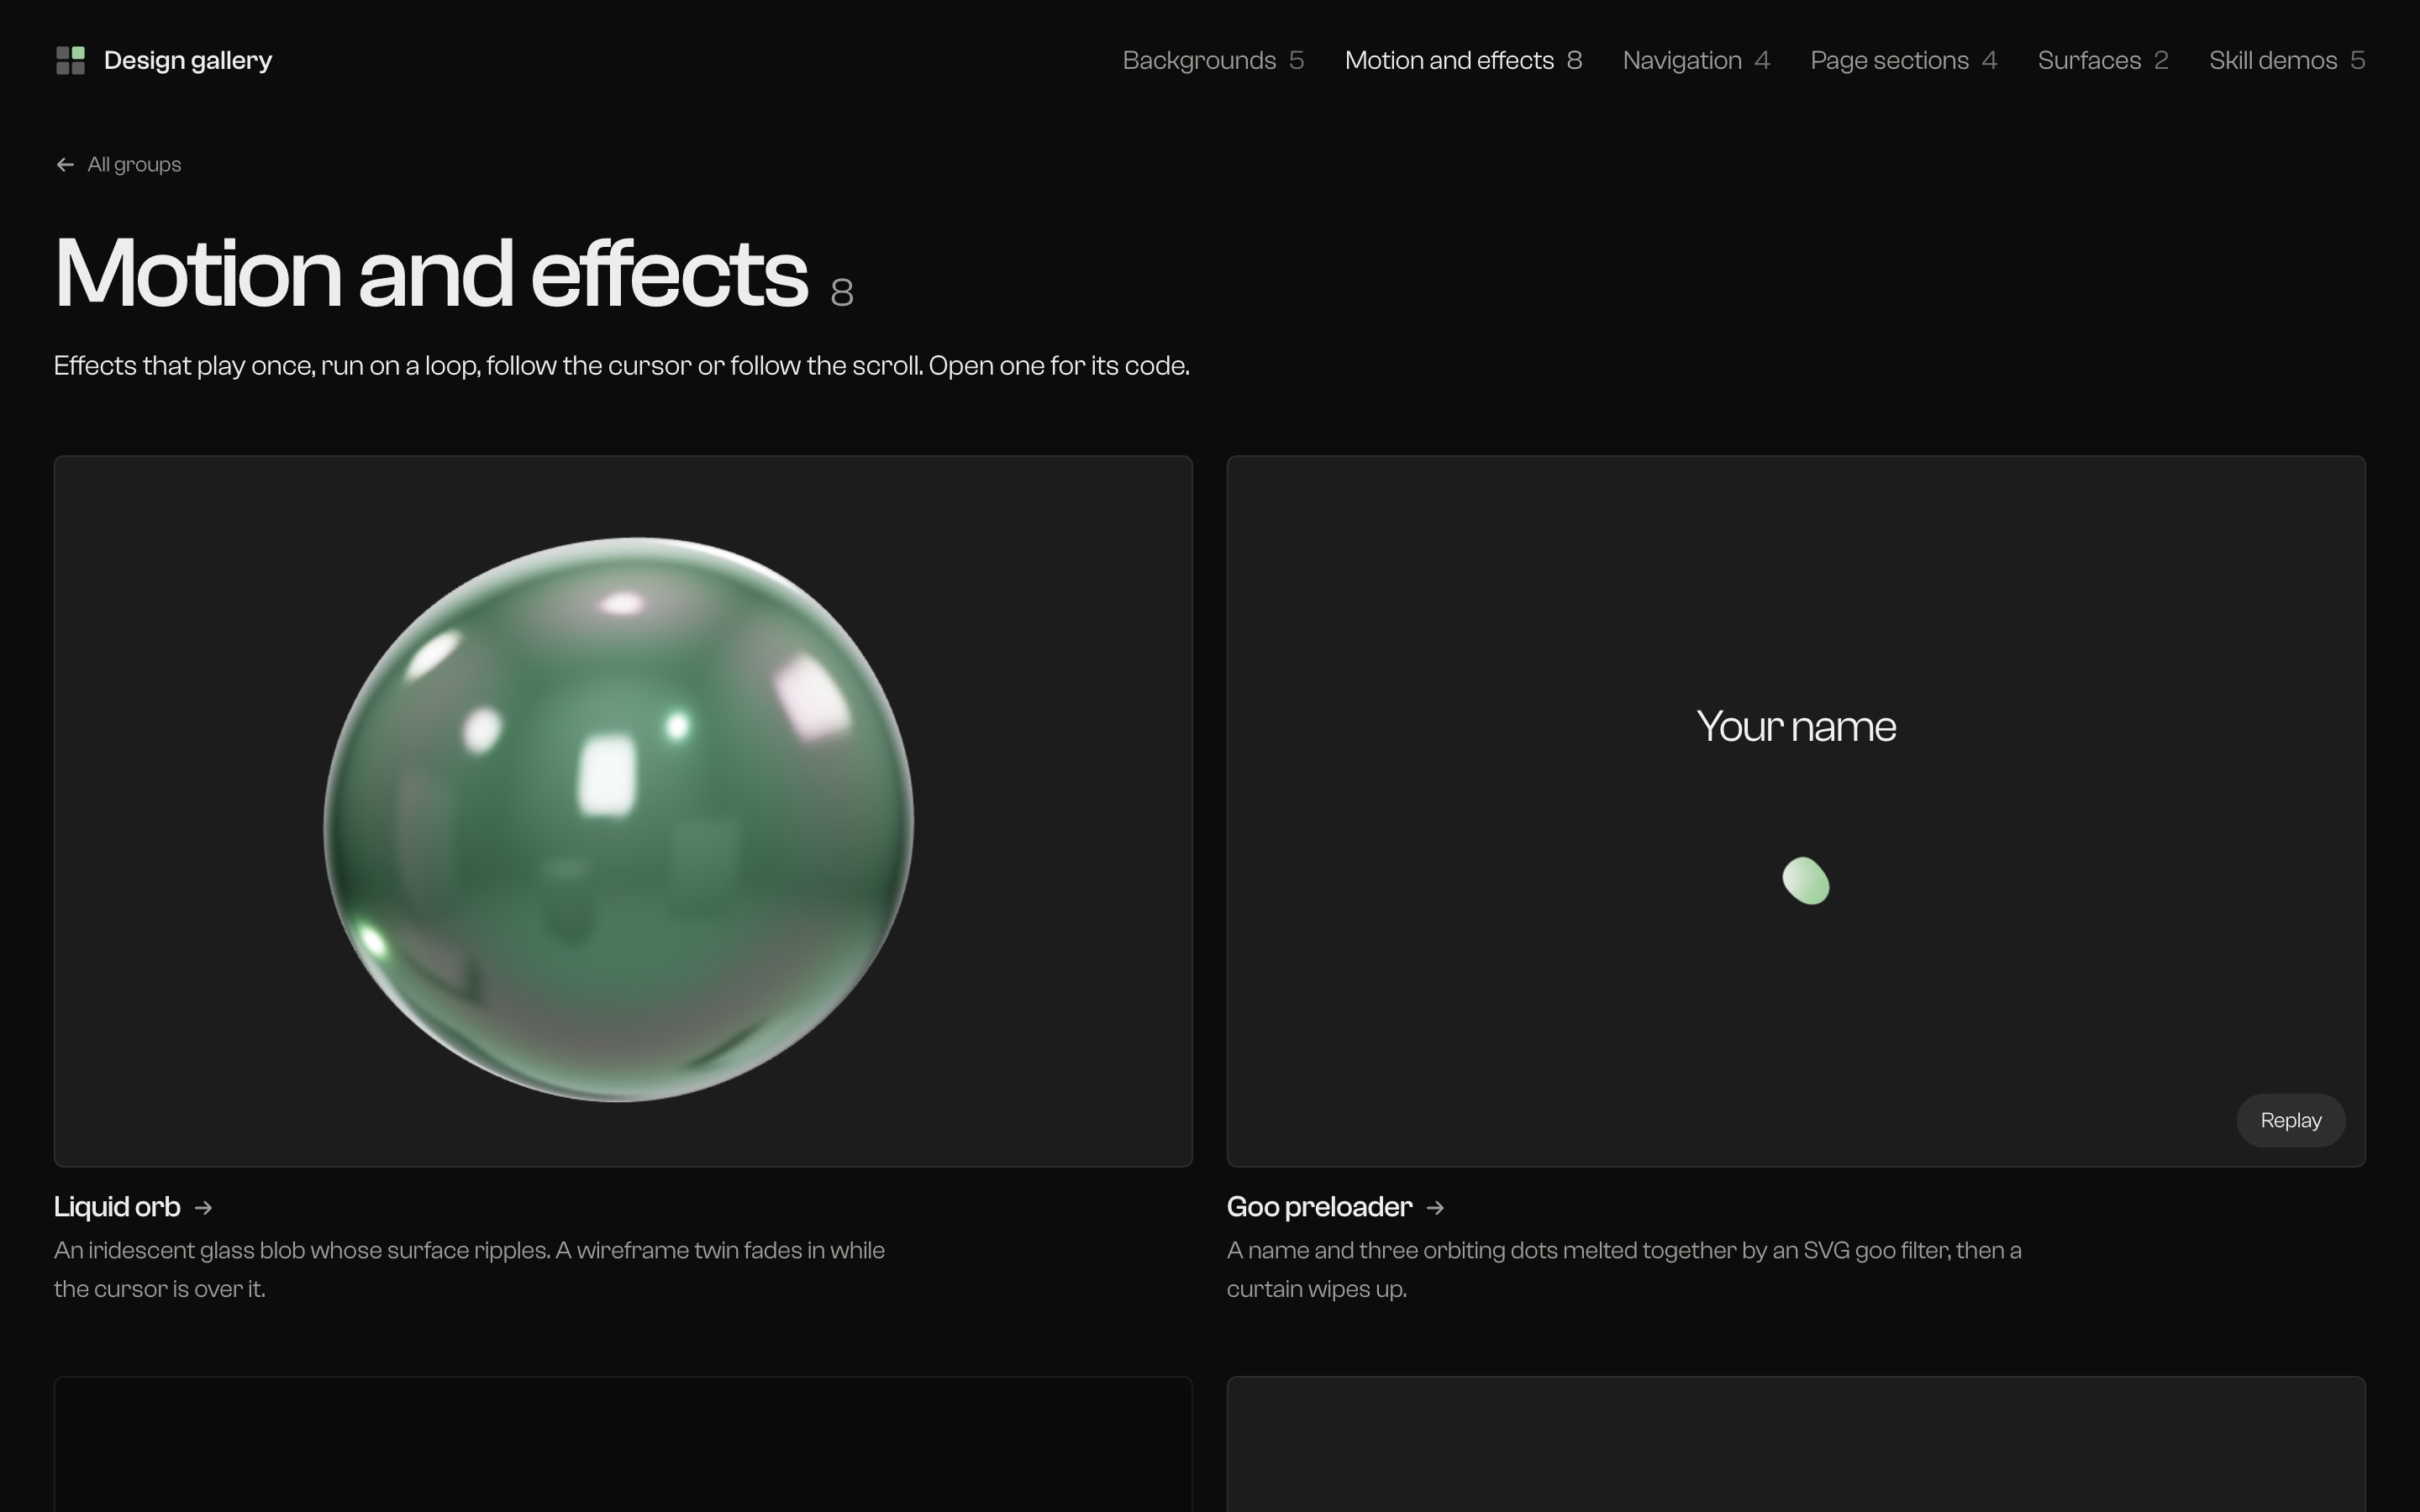 Design gallery
Backgrounds 5
Motion and effects 8
Navigation 4
Page sections 4
Surfaces 2
Skill demos 5
← All groups
Motion and effects 8
Effects that play once, run on a loop, follow the cursor or follow the scroll. Open one for its code.
Your name
Replay
Liquid orb →
An iridescent glass blob whose surface ripples. A wireframe twin fades in while
the cursor is over it.
Goo preloader →
A name and three orbiting dots melted together by an SVG goo filter, then a
curtain wipes up.